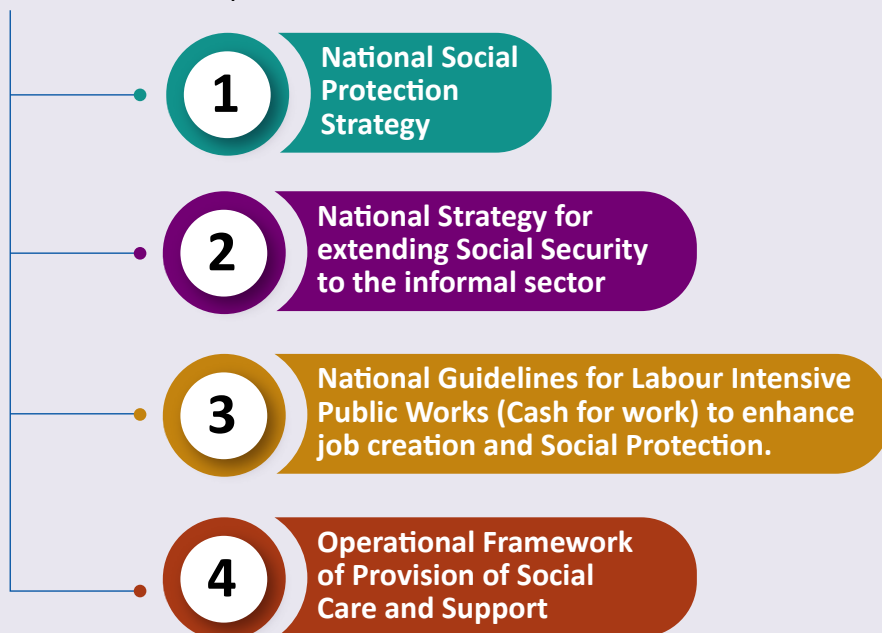 1
National Social
Protection
Strategy
2
National Strategy for
extending Social Security
to the informal sector
3
National Guidelines for Labour Intensive
Public Works (Cash for work) to enhance
job creation and Social Protection.
4
Operational Framework
of Provision of Social
Care and Support